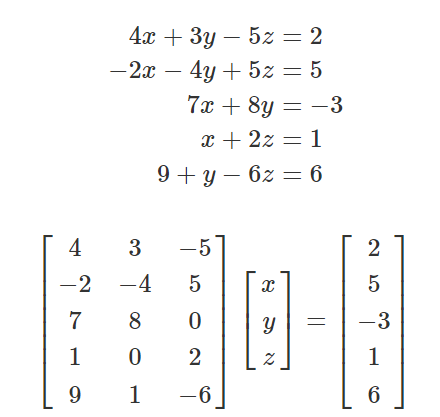 4x + 3y − 5z = 2
−2x − 4y + 5z = 5
7x + 8y = −3
x + 2z = 1
9 + y − 6z = 6
[ 4 3 −5 ] [ 2 ]
[ −2 −4 5 ] [ x ] [ 5 ]
[ 7 8 0 ] [ y ] = [ −3 ]
[ 1 0 2 ] [ z ] [ 1 ]
[ 9 1 −6 ] [ 6 ]